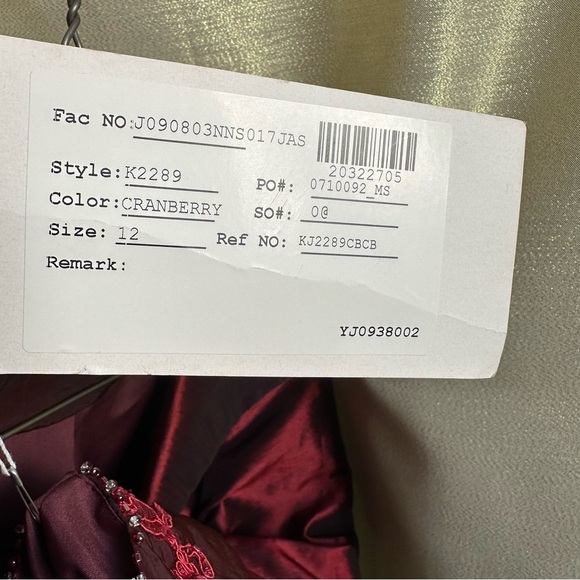 Fac NO:J090803NNS017JAS
20322705
Style:K2289 PO#: 0710092_MS
Color:CRANBERRY SO#: 0@
Size: 12 Ref NO: KJ2289CBCB
Remark:
YJ0938002